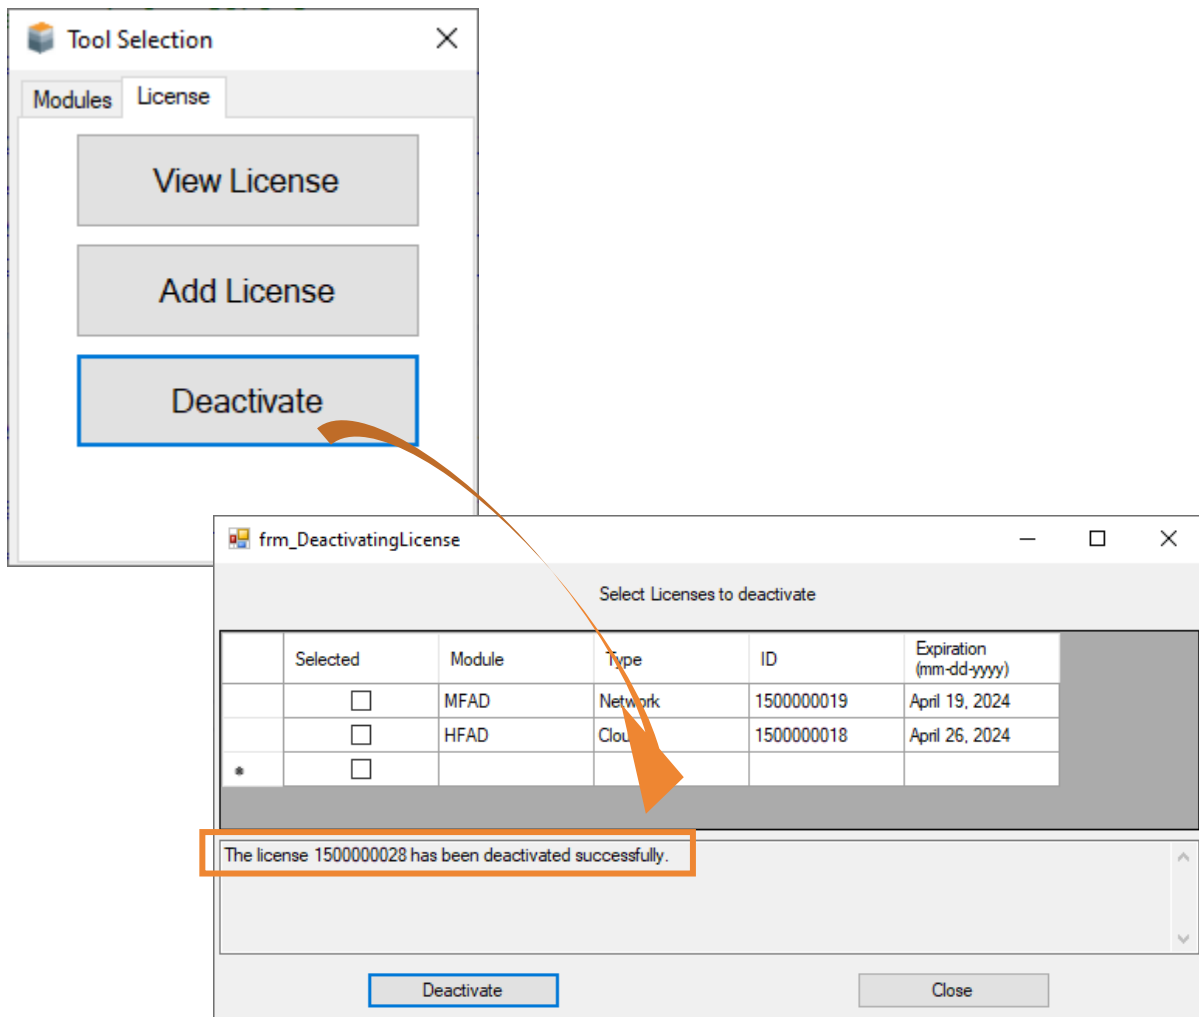 Tool Selection
Modules License
View License
Add License
Deactivate
frm_DeactivatingLicense
Select Licenses to deactivate
Selected Module Type ID Expiration
(mm-dd-yyyy)
MFAD Network 1500000019 April 19, 2024
HFAD Cloud 1500000018 April 26, 2024
*
The license 1500000028 has been deactivated successfully.
Deactivate Close